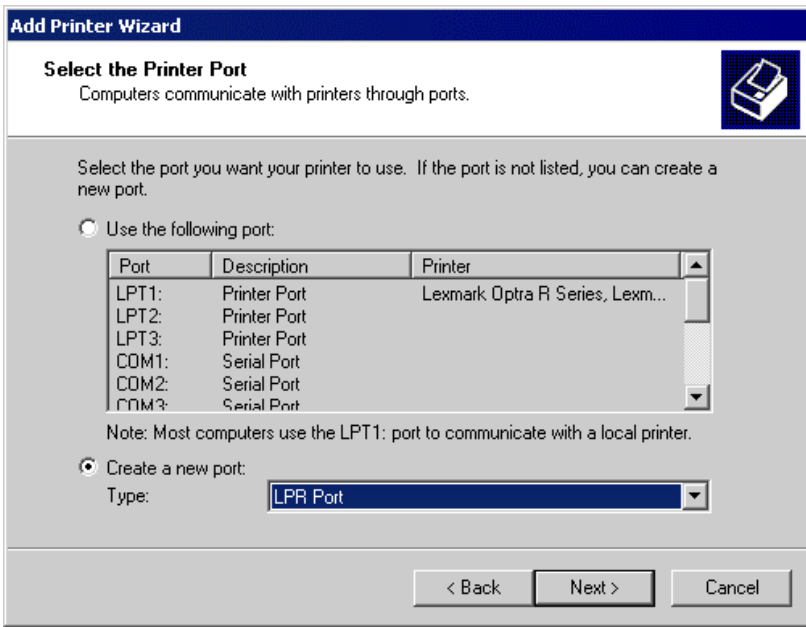 Add Printer Wizard
Select the Printer Port
Computers communicate with printers through ports.
Select the port you want your printer to use. If the port is not listed, you can create a
new port.
Use the following port:
Port Description Printer
LPT1: Printer Port Lexmark Optra R Series, Lexm...
LPT2: Printer Port
LPT3: Printer Port
COM1: Serial Port
COM2: Serial Port
COM3: Serial Port
Note: Most computers use the LPT1: port to communicate with a local printer.
Create a new port:
Type: LPR Port
< Back Next > Cancel